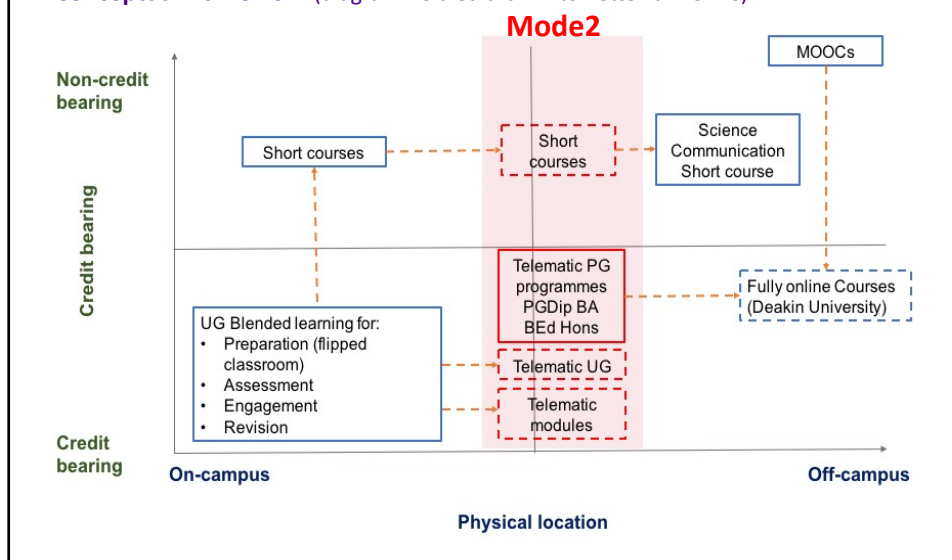 Mode2
MOOCs
Non-credit
bearing
Short courses
Short
courses
Science
Communication
Short course
Credit bearing
Telematic PG
programmes
PGDip BA
BEd Hons
Fully online Courses
(Deakin University)
UG Blended learning for:
• Preparation (flipped
classroom)
• Assessment
• Engagement
• Revision
Telematic UG
Telematic
modules
Credit
bearing
On-campus
Off-campus
Physical location